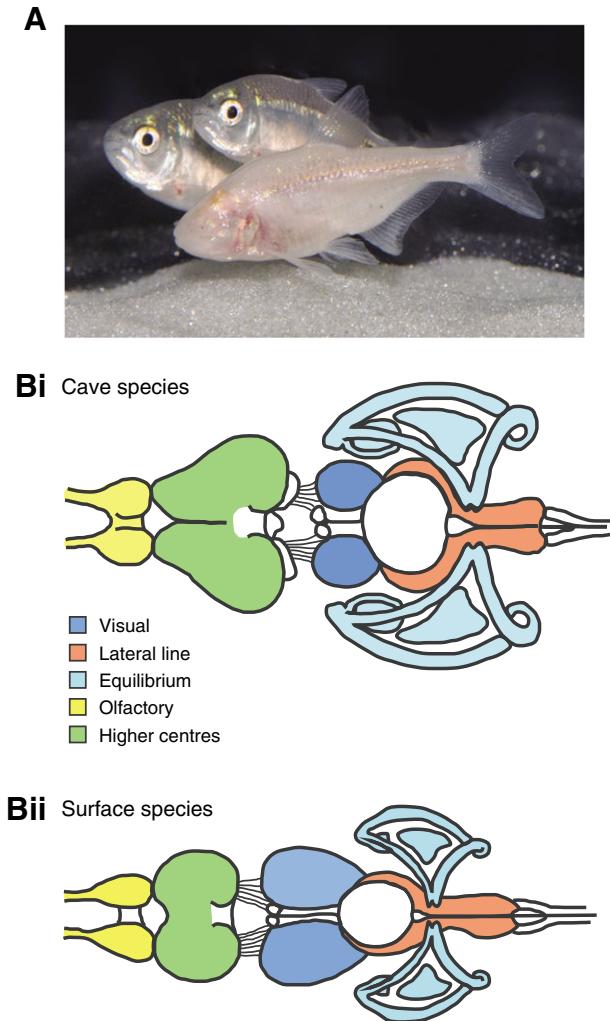 A
Bi Cave species
Visual
Lateral line
Equilibrium
Olfactory
Higher centres
Bii Surface species